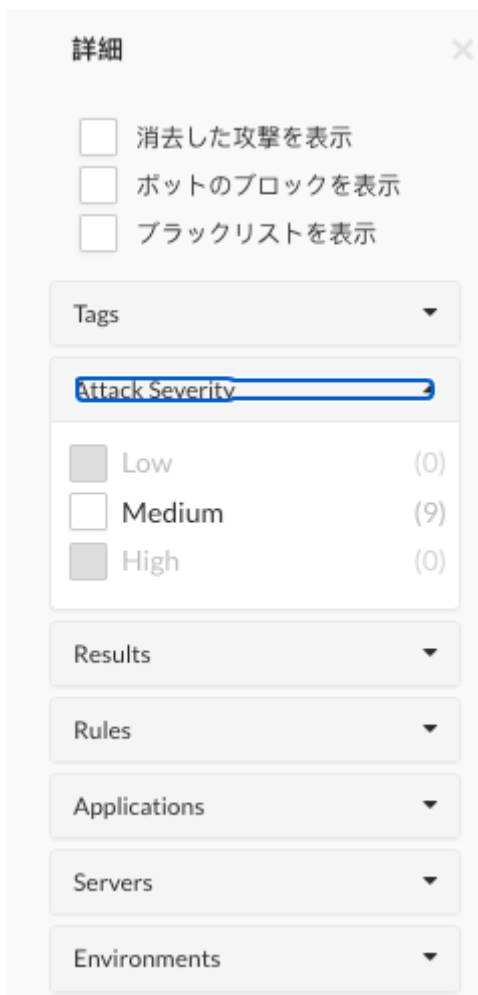 詳細
消去した攻撃を表示
ボットのブロックを表示
ブラックリストを表示
Tags
Attack Severity
Low (0)
Medium (9)
High (0)
Results
Rules
Applications
Servers
Environments